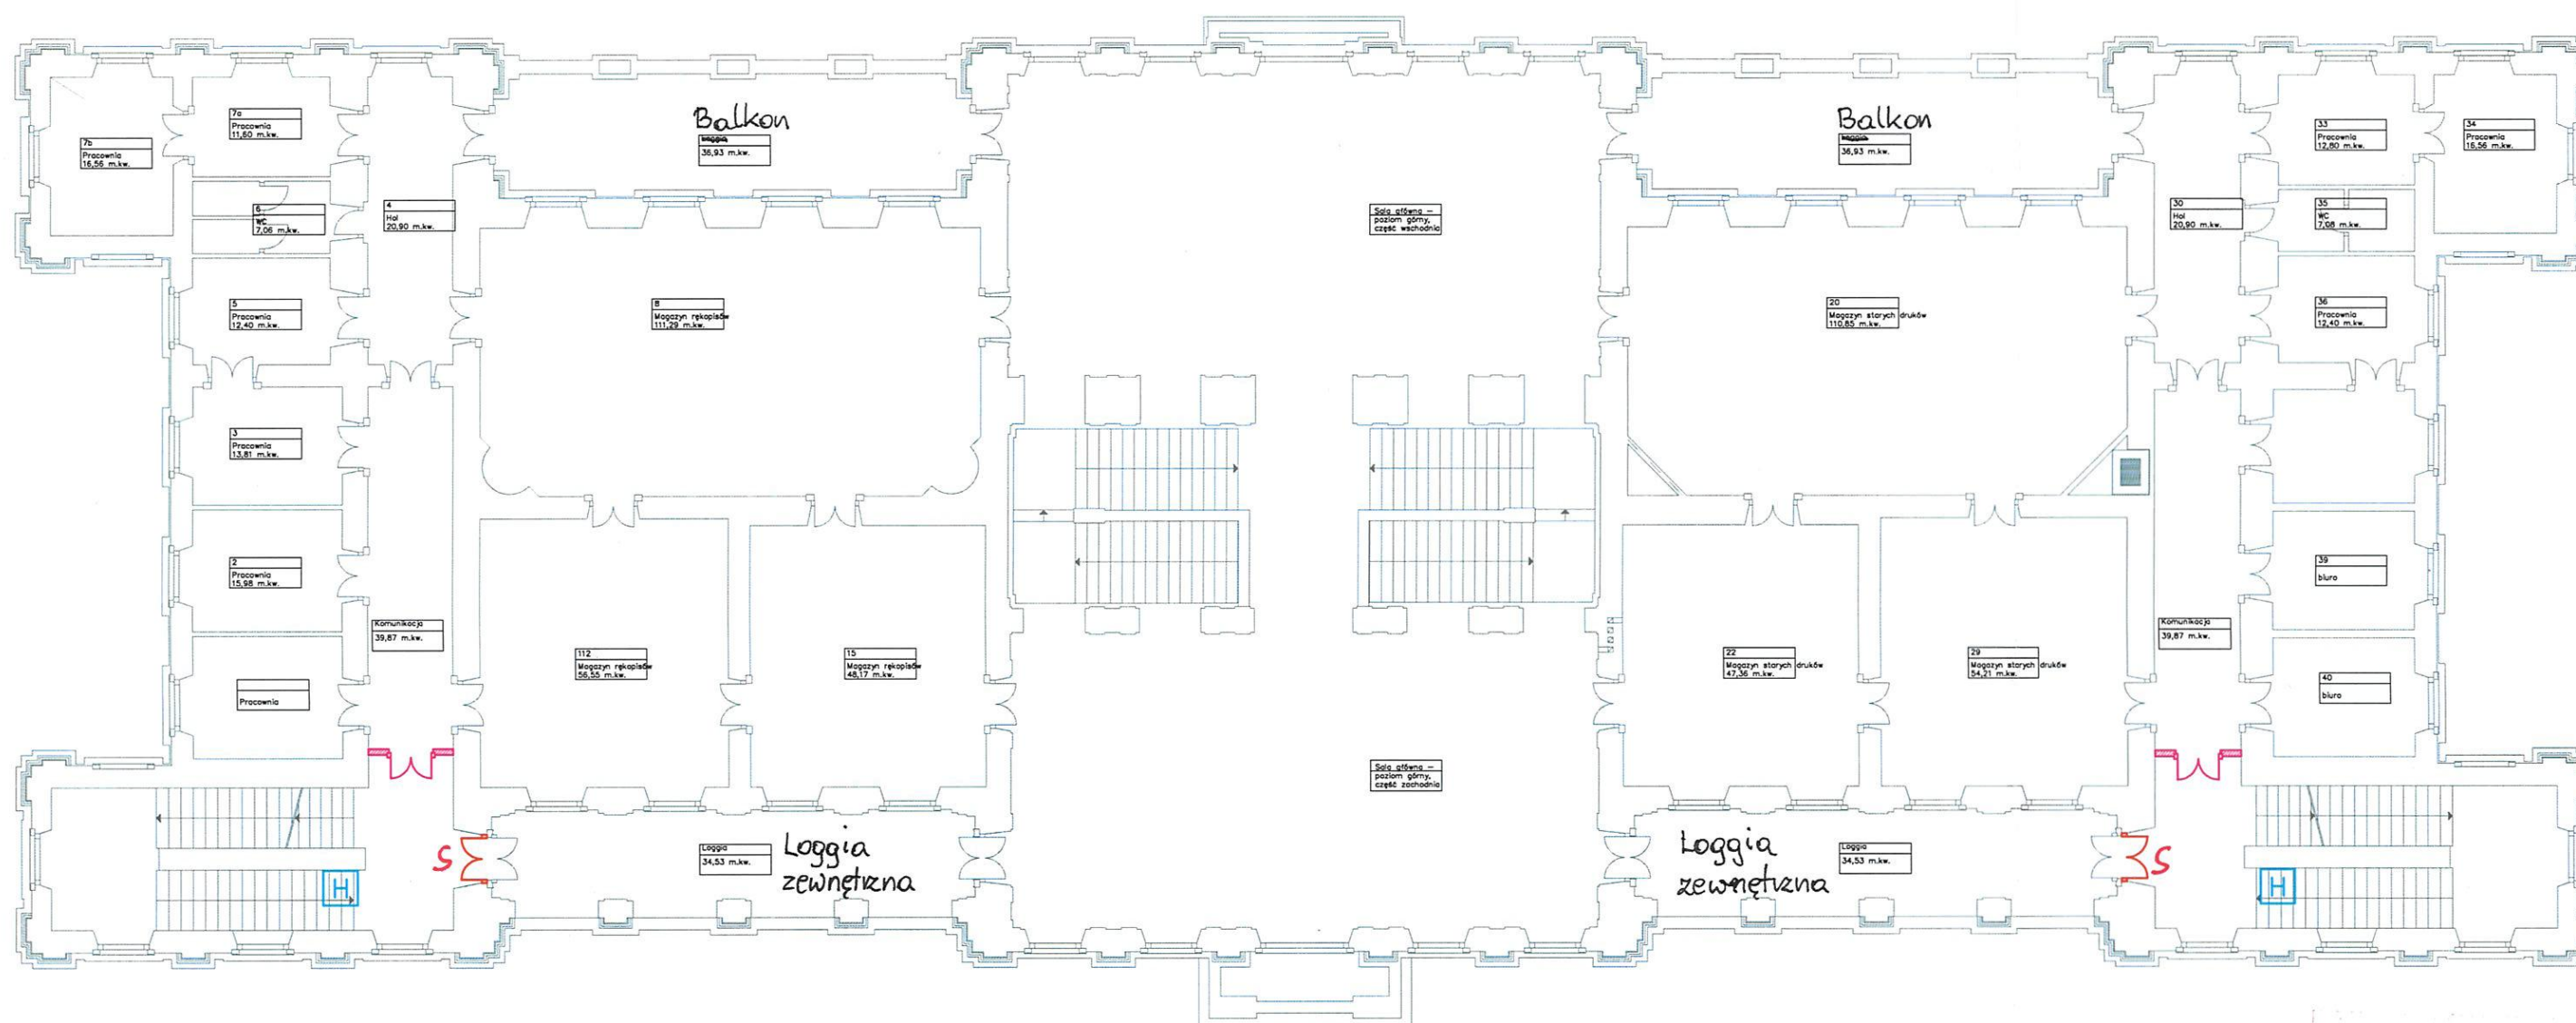 7b
Pracownia
16,56 m.kw.
7a
Pracownia
11,60 m.kw.
6
WC
7,06 m.kw.
4
Hol
20,90 m.kw.
5
Pracownia
12,40 m.kw.
3
Pracownia
13,81 m.kw.
2
Pracownia
15,98 m.kw.
Pracownia
Komunikacja
39,87 m.kw.
Balkon
36,93 m.kw.
8
Magazyn rękopisów
111,29 m.kw.
112
Magazyn rękopisów
56,55 m.kw.
15
Magazyn rękopisów
48,17 m.kw.
S
H
Loggia
34,53 m.kw.
Loggia
zewnętrzna
Sala główna –
poziom górny,
część wschodnia
Sala główna –
poziom górny,
część zachodnia
Balkon
36,93 m.kw.
20
Magazyn starych druków
110,85 m.kw.
22
Magazyn starych druków
47,36 m.kw.
29
Magazyn starych druków
54,21 m.kw.
Loggia
zewnętrzna
Loggia
34,53 m.kw.
S
H
30
Hol
20,90 m.kw.
Komunikacja
39,87 m.kw.
33
Pracownia
12,80 m.kw.
34
Pracownia
16,56 m.kw.
35
WC
7,08 m.kw.
36
Pracownia
12,40 m.kw.
39
biuro
40
biuro